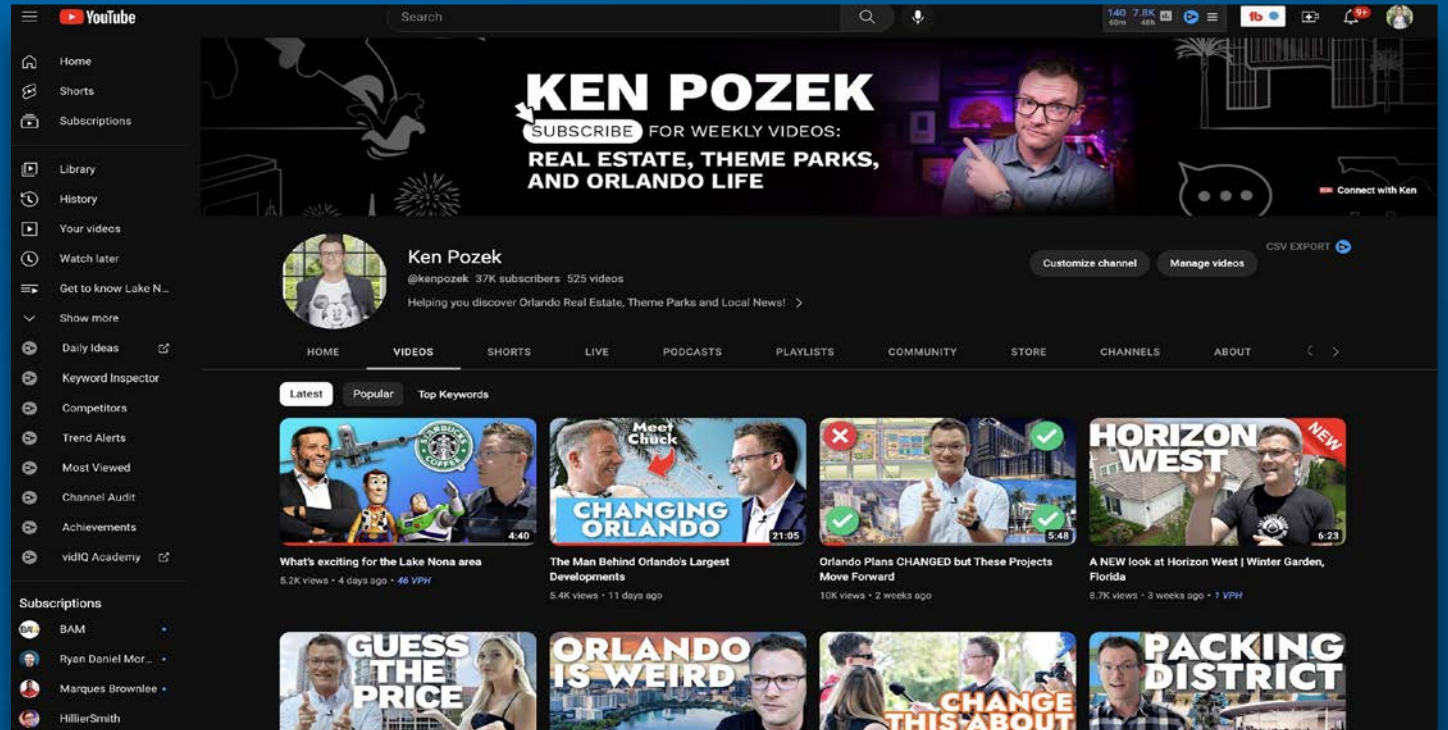 YouTube
Search
140 7.8K
60m 48h
tb
9+
Home
Shorts
Subscriptions
Library
History
Your videos
Watch later
Get to know Lake N...
Show more
Daily Ideas
Keyword Inspector
Competitors
Trend Alerts
Most Viewed
Channel Audit
Achievements
vidIQ Academy
Subscriptions
BAM
Ryan Daniel Mor...
Marques Brownlee
HillierSmith
KEN POZEK
SUBSCRIBE FOR WEEKLY VIDEOS:
REAL ESTATE, THEME PARKS,
AND ORLANDO LIFE
Connect with Ken
Ken Pozek
@kenpozek 37K subscribers 525 videos
Helping you discover Orlando Real Estate, Theme Parks and Local News! >
Customize channel
Manage videos
CSV EXPORT
HOME VIDEOS SHORTS LIVE PODCASTS PLAYLISTS COMMUNITY STORE CHANNELS ABOUT
Latest Popular Top Keywords
STARBUCKS
COFFEE
4:40
What's exciting for the Lake Nona area
5.2K views • 4 days ago • 46 VPH
Meet
Chuck
CHANGING
ORLANDO
21:05
The Man Behind Orlando's Largest
Developments
5.4K views • 11 days ago
5:48
Orlando Plans CHANGED but These Projects
Move Forward
10K views • 2 weeks ago
HORIZON
WEST
NEW
6:23
A NEW look at Horizon West | Winter Garden,
Florida
8.7K views • 3 weeks ago • 1 VPH
GUESS
THE
PRICE
ORLANDO
IS WEIRD
CHANGE
THIS ABOUT
PACKING
DISTRICT